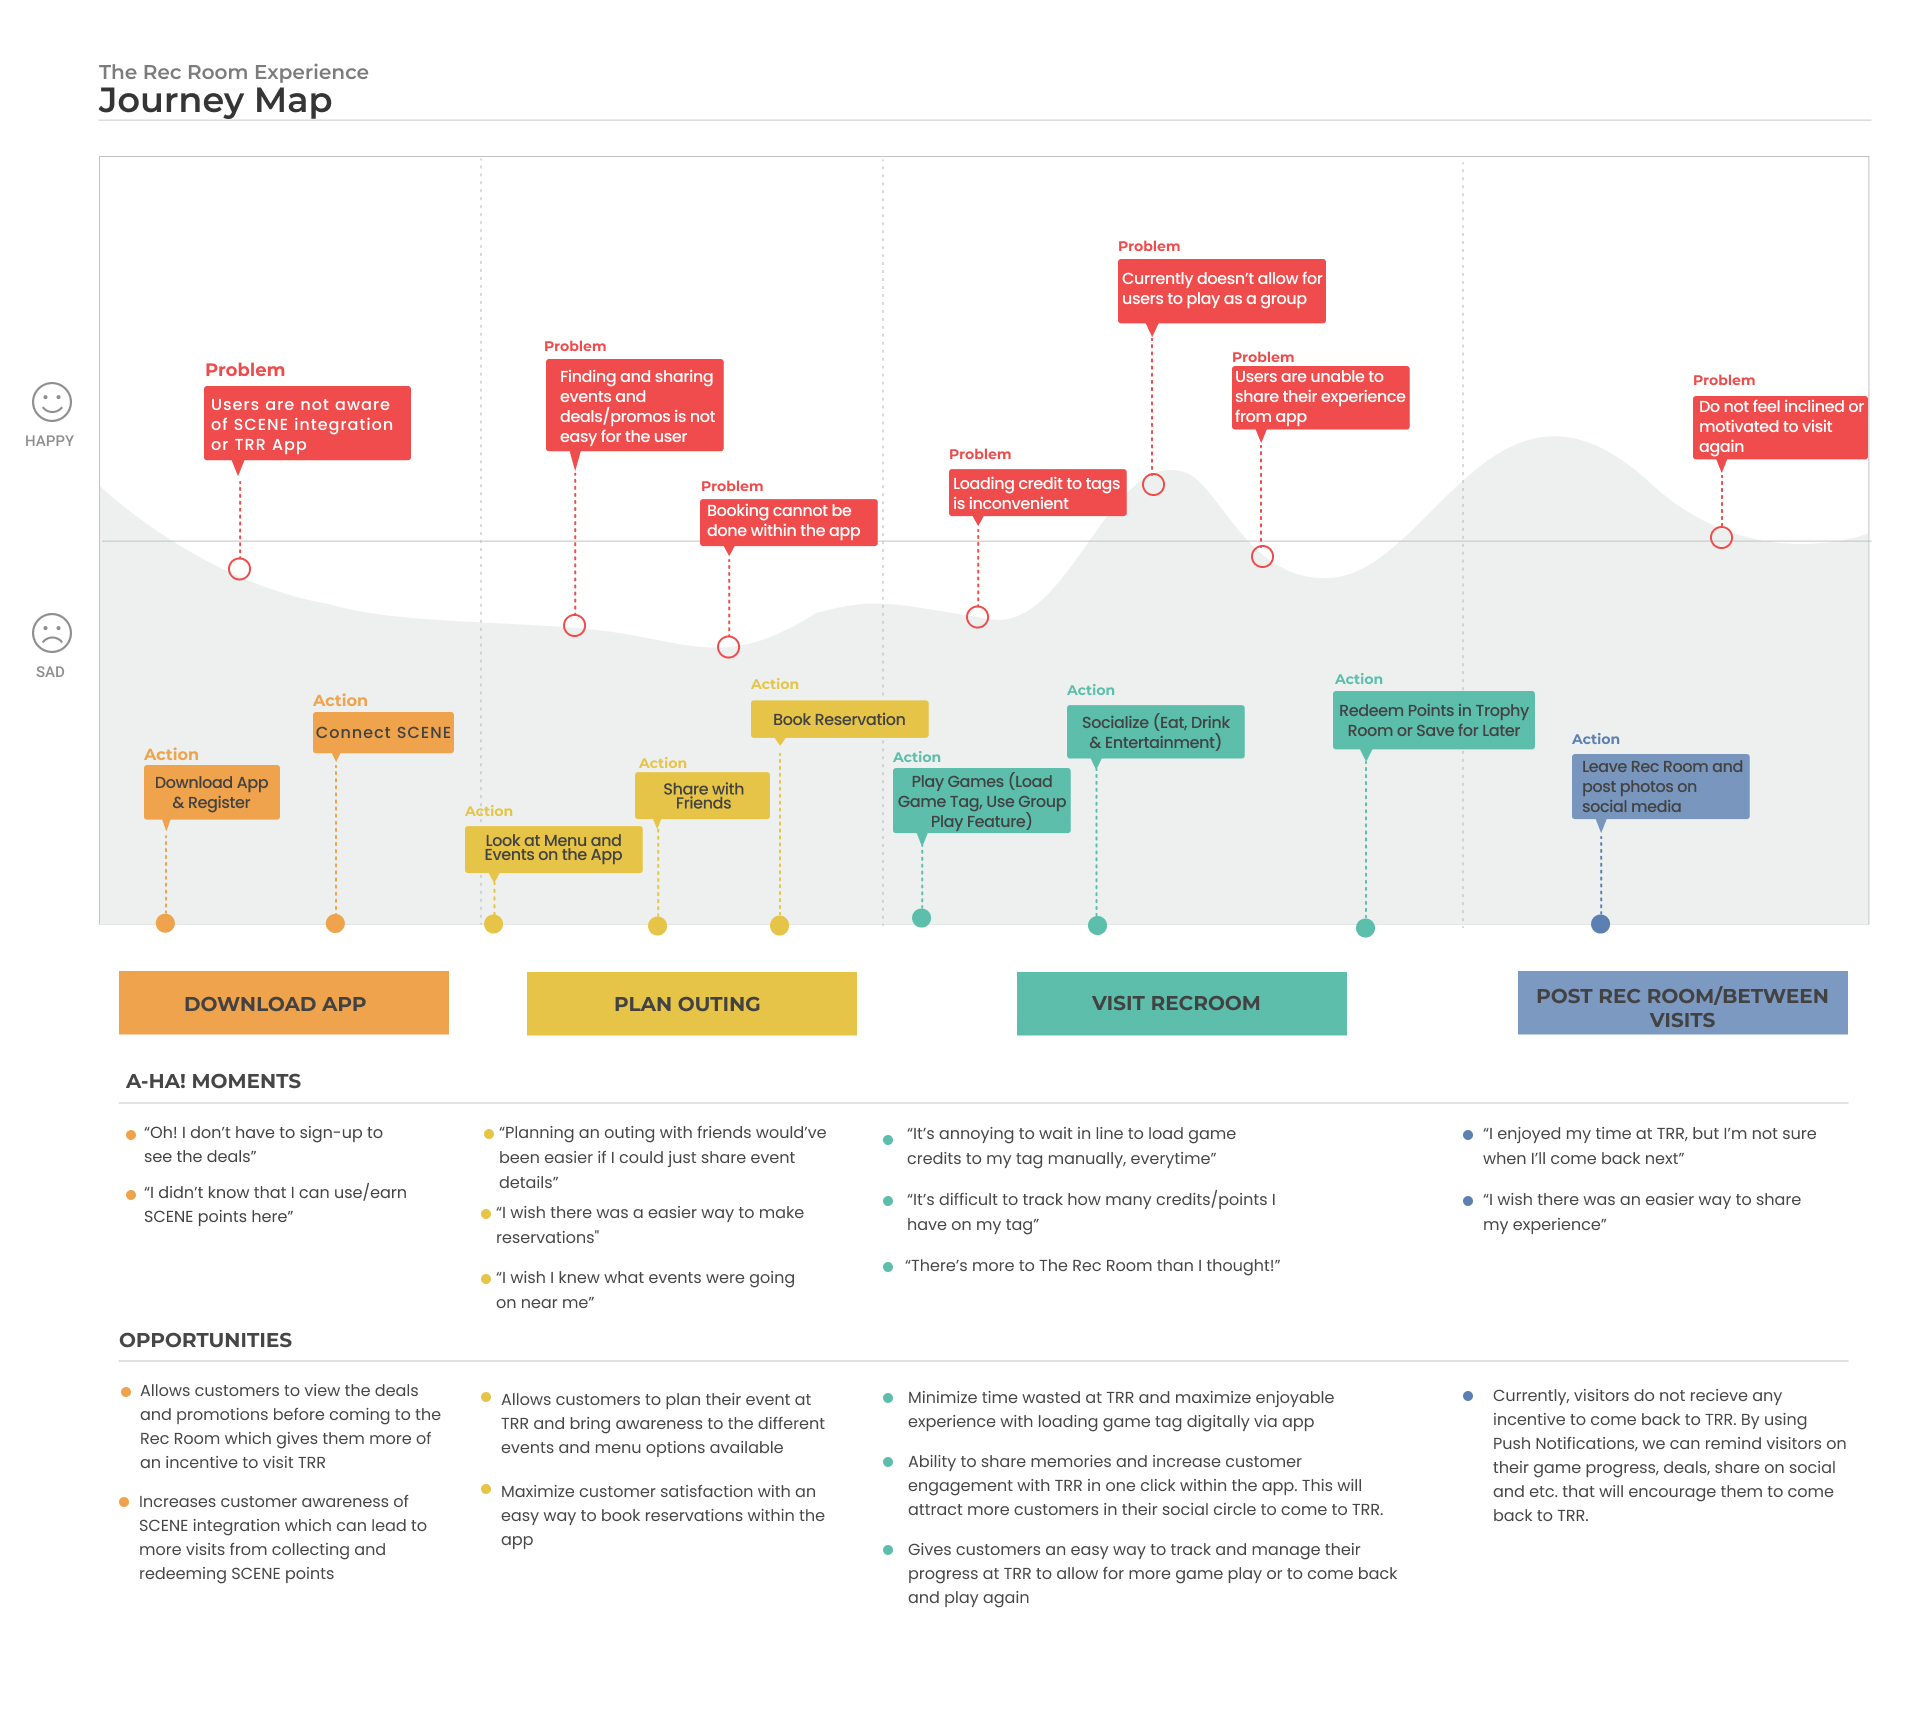 The Rec Room Experience
Journey Map
HAPPY
SAD
Problem
Users are not aware
of SCENE integration
or TRR App
Problem
Finding and sharing
events and
deals/promos is not
easy for the user
Problem
Booking cannot be
done within the app
Problem
Loading credit to tags
is inconvenient
Problem
Currently doesn’t allow for
users to play as a group
Problem
Users are unable to
share their experience
from app
Problem
Do not feel inclined or
motivated to visit
again
Action
Download App
& Register
Action
Connect SCENE
Action
Look at Menu and
Events on the App
Action
Share with
Friends
Action
Book Reservation
Action
Play Games (Load
Game Tag, Use Group
Play Feature)
Action
Socialize (Eat, Drink
& Entertainment)
Action
Redeem Points in Trophy
Room or Save for Later
Action
Leave Rec Room and
post photos on
social media
DOWNLOAD APP
PLAN OUTING
VISIT RECROOM
POST REC ROOM/BETWEEN
VISITS
A-HA! MOMENTS
“Oh! I don’t have to sign-up to
see the deals”
“I didn’t know that I can use/earn
SCENE points here”
“Planning an outing with friends would’ve
been easier if I could just share event
details”
“I wish there was a easier way to make
reservations"
“I wish I knew what events were going
on near me”
“It’s annoying to wait in line to load game
credits to my tag manually, everytime”
“It’s difficult to track how many credits/points I
have on my tag”
“There’s more to The Rec Room than I thought!”
“I enjoyed my time at TRR, but I’m not sure
when I’ll come back next”
“I wish there was an easier way to share
my experience”
OPPORTUNITIES
Allows customers to view the deals
and promotions before coming to the
Rec Room which gives them more of
an incentive to visit TRR
Increases customer awareness of
SCENE integration which can lead to
more visits from collecting and
redeeming SCENE points
Allows customers to plan their event at
TRR and bring awareness to the different
events and menu options available
Maximize customer satisfaction with an
easy way to book reservations within the
app
Minimize time wasted at TRR and maximize enjoyable
experience with loading game tag digitally via app
Ability to share memories and increase customer
engagement with TRR in one click within the app. This will
attract more customers in their social circle to come to TRR.
Gives customers an easy way to track and manage their
progress at TRR to allow for more game play or to come back
and play again
Currently, visitors do not recieve any
incentive to come back to TRR. By using
Push Notifications, we can remind visitors on
their game progress, deals, share on social
and etc. that will encourage them to come
back to TRR.